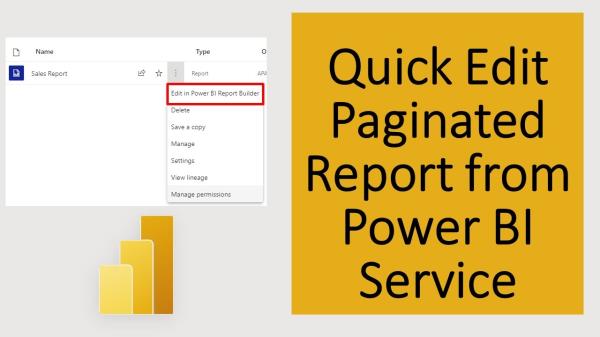 Name Type O
Sales Report Report APA
Edit in Power BI Report Builder
Delete
Save a copy
Manage
Settings
View lineage
Manage permissions
Quick Edit
Paginated
Report from
Power BI
Service